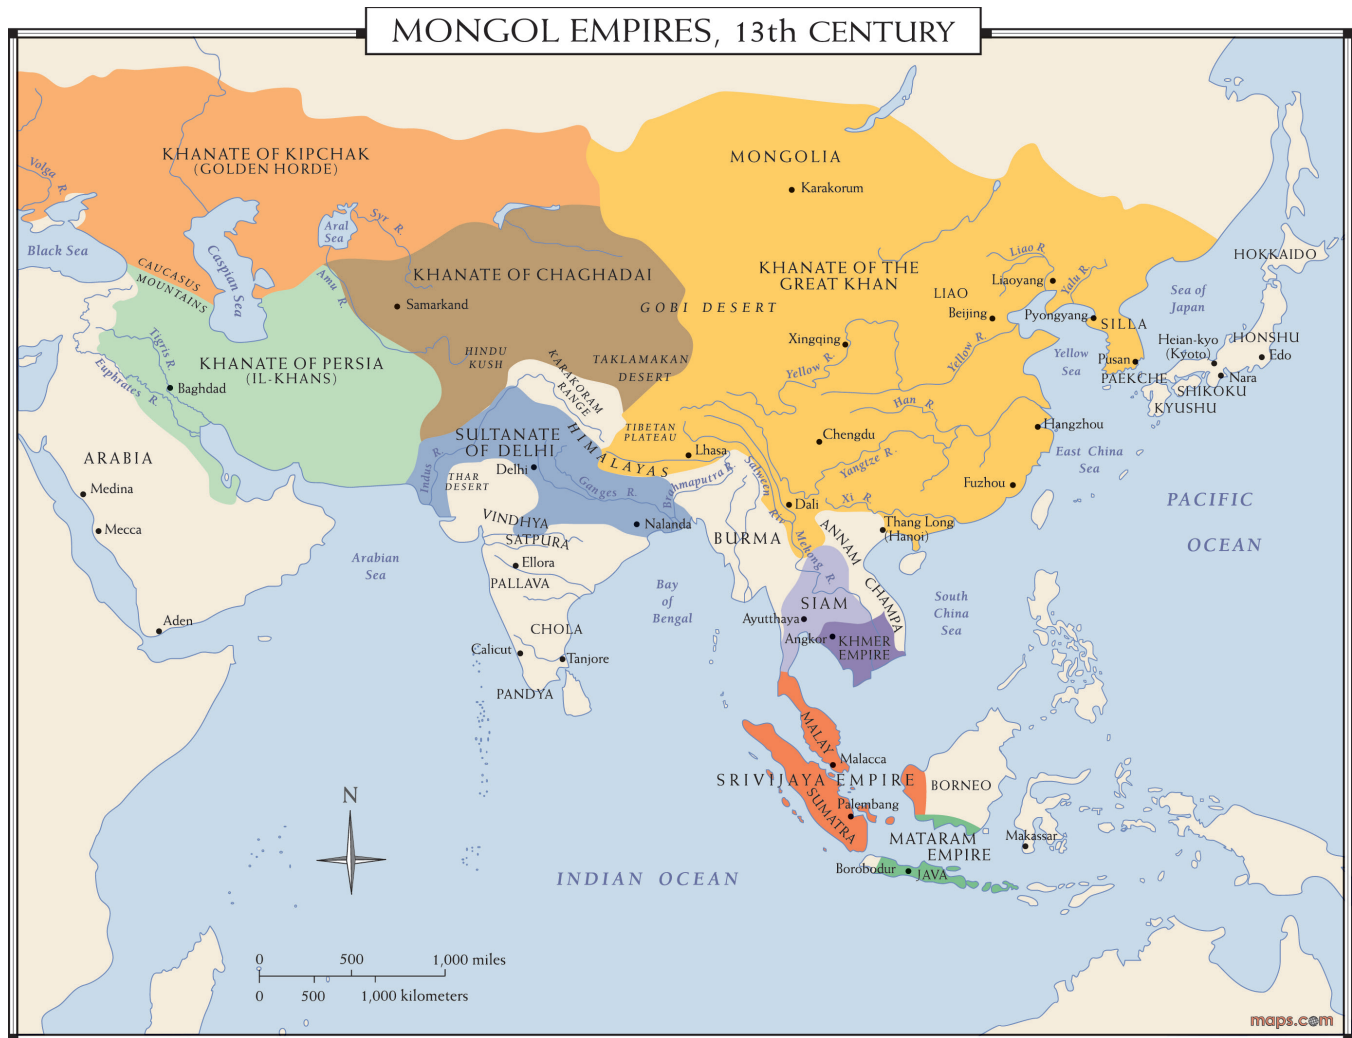 MONGOL EMPIRES, 13th CENTURY
KHANATE OF KIPCHAK
(GOLDEN HORDE)
MONGOLIA
Karakorum
Volga R.
Black Sea
CAUCASUS
MOUNTAINS
Caspian Sea
Aral
Sea
Syr R.
Amu R.
KHANATE OF CHAGHADAI
Samarkand
GOBI DESERT
KHANATE OF THE
GREAT KHAN
LIAO
Beijing
Liao R.
Liaoyang
Yalu R.
Pyongyang
SILLA
Pusan
PAEKCHE
Sea of
Japan
HOKKAIDO
HONSHU
Heian-kyo
(Kyoto)
Edo
Nara
SHIKOKU
KYUSHU
Yellow
Sea
Xingqing
Yellow R.
Yellow R.
KHANATE OF PERSIA
(IL-KHANS)
Tigris R.
Euphrates R.
Baghdad
HINDU
KUSH
KARAKORAM
RANGE
TAKLAMAKAN
DESERT
TIBETAN
PLATEAU
HIMALAYAS
Lhasa
Han R.
Chengdu
Yangtze R.
Hangzhou
East China
Sea
Fuzhou
Xi R.
Dali
Thang Long
(Hanoi)
SULTANATE
OF DELHI
Delhi
Indus R.
THAR
DESERT
Ganges R.
Brahmaputra R.
Salween
Riv
Mekong R.
Nalanda
VINDHYA
SATPURA
Ellora
PALLAVA
CHOLA
Calicut
Tanjore
PANDYA
ARABIA
Medina
Mecca
Aden
Arabian
Sea
Bay
of
Bengal
BURMA
ANNAM
CHAMPA
SIAM
Ayutthaya
Angkor
KHMER
EMPIRE
South
China
Sea
PACIFIC
OCEAN
MALAY
Malacca
SRIVIJAYA EMPIRE
SUMATRA
Palembang
BORNEO
MATARAM
EMPIRE
Makassar
Borobodur
JAVA
INDIAN OCEAN
N
0 500 1,000 miles
0 500 1,000 kilometers
maps.com